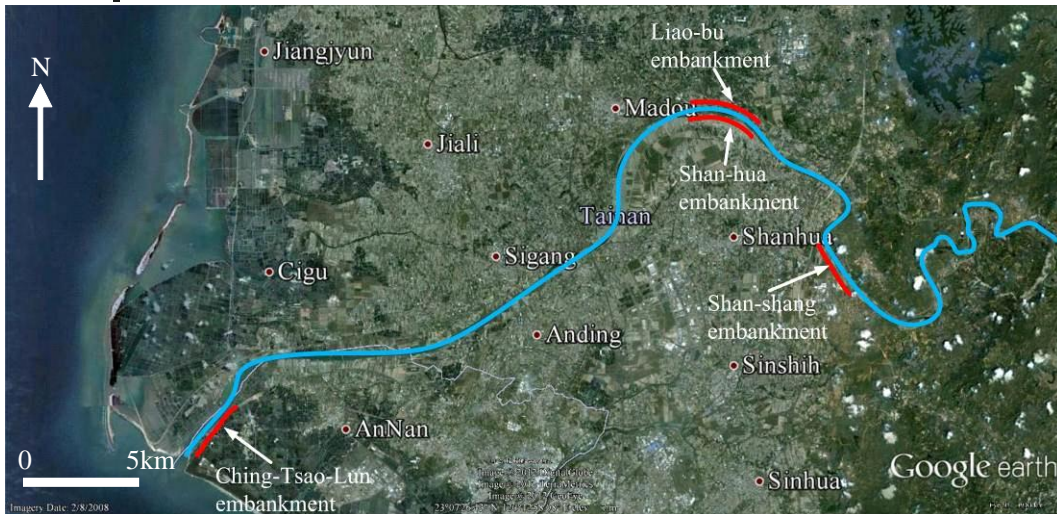 Liao-bu
embankment
Jiangjyun
N
Madou
Jiali
Shan-hua
embankment
Tainan
Shanhua
Sigang
Cigu
Shan-shang
embankment
Anding
Sinshih
AnNan
0 5km
Ching-Tsao-Lun
embankment
Google earth
Sinhua
Imagery Date: 2/8/2008